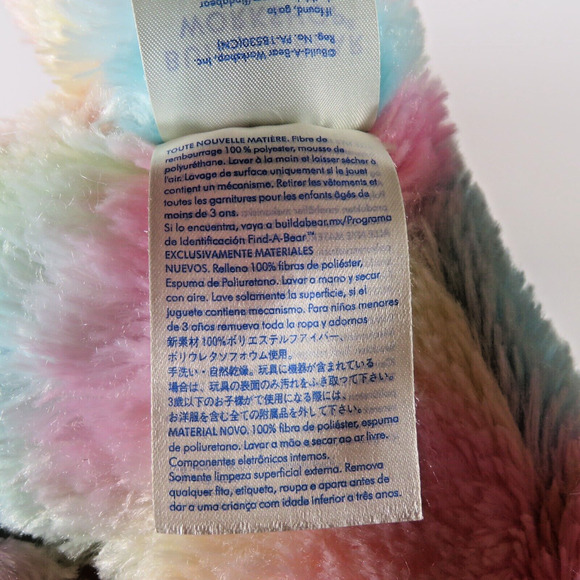 ©Build-A-Bear Workshop, Inc.
Reg. No. PA-18530(CN)
If found, go to
TOUTE NOUVELLE MATIÈRE. Fibre de
rembourrage 100 % polyester, mousse de
polyuréthane. Laver à la main et laisser sécher à
l'air. Lavage de surface uniquement si le jouet
contient un mécanisme. Retirer les vêtements et
toutes les garnitures pour les enfants âgés de
moins de 3 ans.
Si lo encuentra, vaya a buildabear.mx/Programa
de Identificación Find-A-Bear™
EXCLUSIVAMENTE MATERIALES
NUEVOS. Relleno 100% fibras de poliéster,
Espuma de Poliuretano. Lavar a mano y secar
con aire. Lave solamente la superficie, si el
juguete contiene mecanismo. Para niños menores
de 3 años remueva toda la ropa y adornos
新素材 100%ポリエステルファイバー、
ポリウレタンフォウム使用。
手洗い・自然乾燥。玩具に機器が含まれている
場合は、玩具の表面のみ汚れをふき取って下さい。
3歳以下のお子様がで使用になる際には、
お洋服を含む全ての附属品を外して下さい。
MATERIAL NOVO. 100% fibra de poliéster, espuma
de poliuretano. Lavar a mão e secar ao ar livre.
Componentes eletrônicos internos.
Somente limpeza superficial externa. Remova
qualquer fita, etiqueta, roupa e apara antes de
dar a uma criança com idade inferior a três anos.